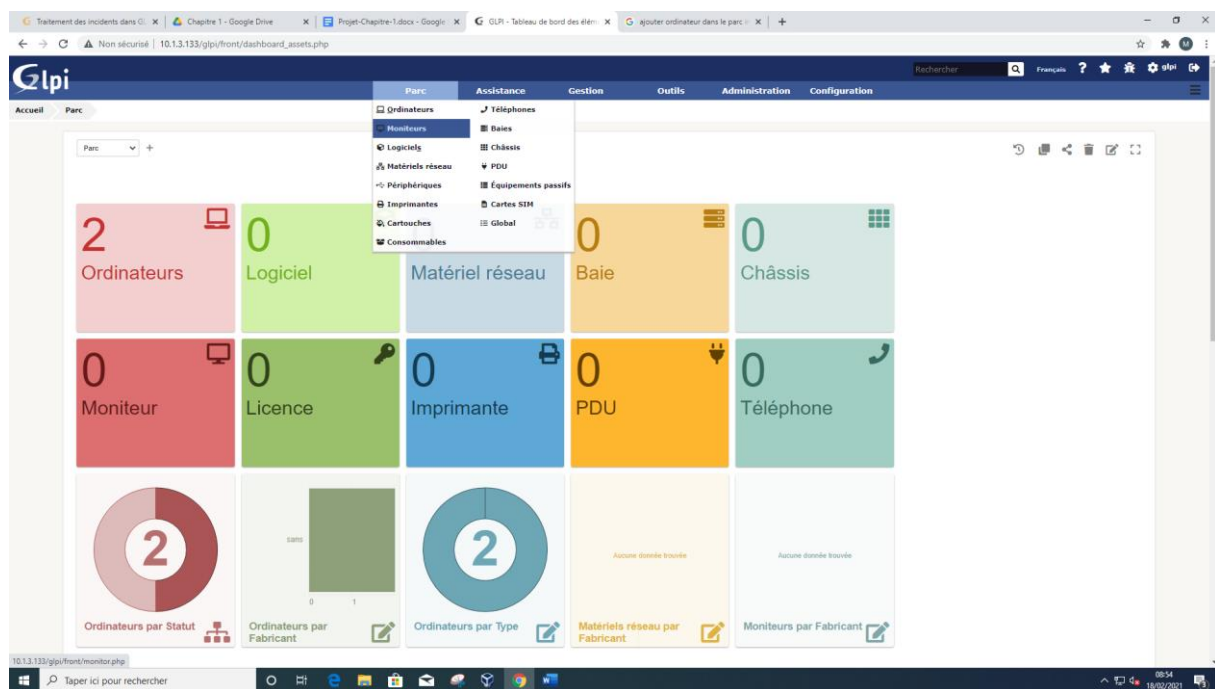 Traitement des incidents dans GL
Chapitre 1 - Google Drive
Projet-Chapitre-1.docx - Google
GLPI - Tableau de bord des élém
ajouter ordinateur dans le parc
Non sécurisé
10.1.3.133/glpi/front/dashboard_assets.php
M
Glpi
Rechercher
Français
?
glpi
Parc
Assistance
Gestion
Outils
Administration
Configuration
Accueil
Parc
Ordinateurs
Téléphones
Moniteurs
Baies
Logiciels
Châssis
Matériels réseau
PDU
Périphériques
Équipements passifs
Imprimantes
Cartes SIM
Cartouches
Global
Consommables
Parc
2
Ordinateurs
0
Logiciel
Matériel réseau
0
Baie
0
Châssis
0
Moniteur
0
Licence
0
Imprimante
0
PDU
0
Téléphone
2
Ordinateurs par Statut
sans
0 1
Ordinateurs par
Fabricant
2
Ordinateurs par Type
Aucune donnée trouvée
Matériels réseau par
Fabricant
Aucune donnée trouvée
Moniteurs par Fabricant
10.1.3.133/glpi/front/monitor.php
Taper ici pour rechercher
08:54
18/02/2021